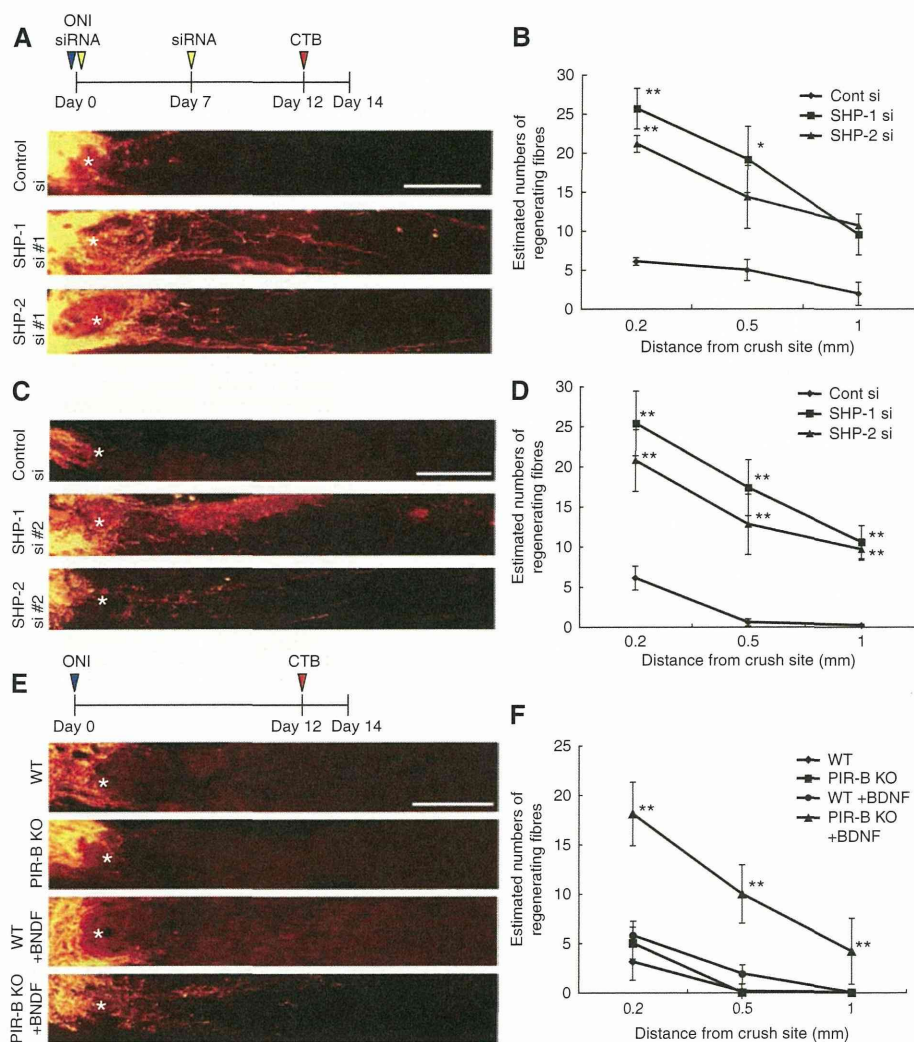 A
ONI
siRNA
siRNA
CTB
Day 0
Day 7
Day 12
Day 14
Control
si
*
SHP-1
si #1
*
SHP-2
si #1
*
B
Estimated numbers of
regenerating fibres
30
25
20
15
10
5
0
**
**
*
Cont si
SHP-1 si
SHP-2 si
0.2
0.5
1
Distance from crush site (mm)
C
Control
si
*
SHP-1
si #2
*
SHP-2
si #2
*
D
Estimated numbers of
regenerating fibres
30
25
20
15
10
5
0
**
**
**
**
**
**
Cont si
SHP-1 si
SHP-2 si
0.2
0.5
1
Distance from crush site (mm)
E
ONI
CTB
Day 0
Day 12
Day 14
WT
*
PIR-B KO
*
WT
+BNDF
*
PIR-B KO
+BNDF
*
F
Estimated numbers of
regenerating fibres
25
20
15
10
5
0
**
**
**
WT
PIR-B KO
WT +BDNF
PIR-B KO
+BDNF
0.2
0.5
1
Distance from crush site (mm)